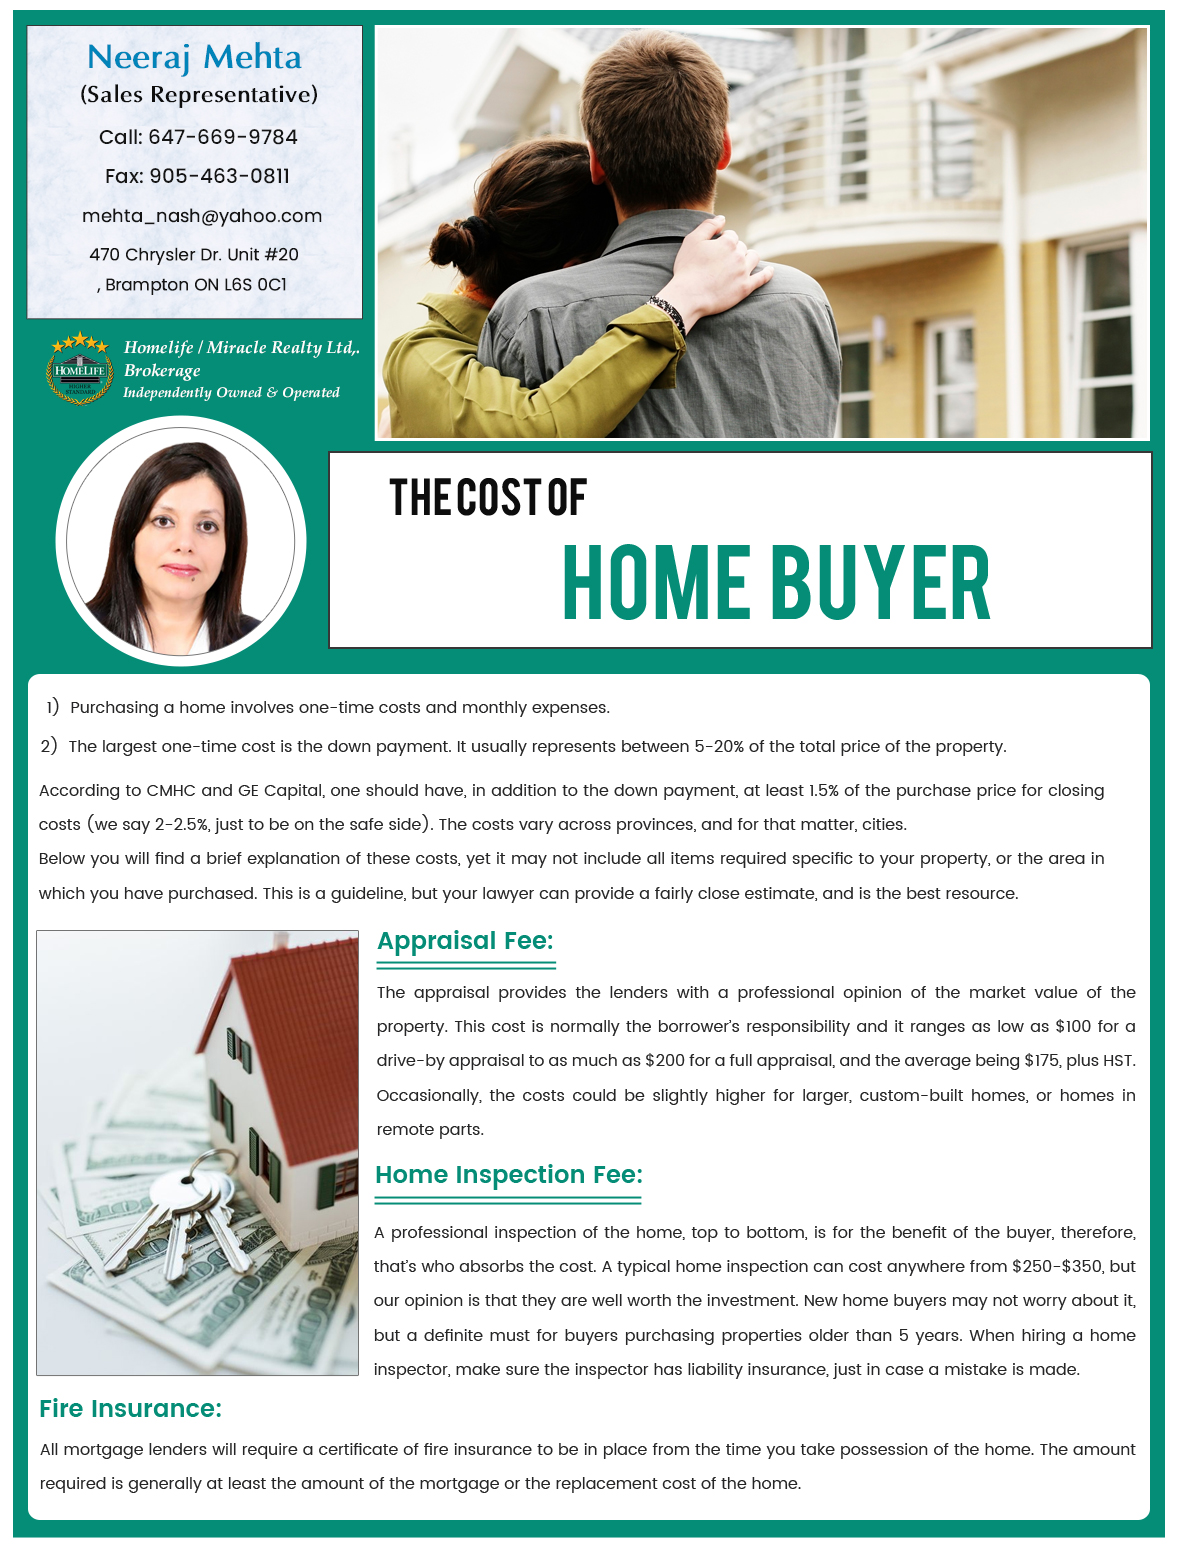 Neeraj Mehta
(Sales Representative)
Call: 647-669-9784
Fax: 905-463-0811
mehta_nash@yahoo.com
470 Chrysler Dr. Unit #20
, Brampton ON L6S 0C1
HOMELIFE
HIGHER
STANDARD
Homelife / Miracle Realty Ltd,.
Brokerage
Independently Owned & Operated
THE COST OF
HOME BUYER
1) Purchasing a home involves one-time costs and monthly expenses.
2) The largest one-time cost is the down payment. It usually represents between 5-20% of the total price of the property.
According to CMHC and GE Capital, one should have, in addition to the down payment, at least 1.5% of the purchase price for closing
costs (we say 2-2.5%, just to be on the safe side). The costs vary across provinces, and for that matter, cities.
Below you will find a brief explanation of these costs, yet it may not include all items required specific to your property, or the area in
which you have purchased. This is a guideline, but your lawyer can provide a fairly close estimate, and is the best resource.
Appraisal Fee:
The appraisal provides the lenders with a professional opinion of the market value of the
property. This cost is normally the borrower's responsibility and it ranges as low as $100 for a
drive-by appraisal to as much as $200 for a full appraisal, and the average being $175, plus HST.
Occasionally, the costs could be slightly higher for larger, custom-built homes, or homes in
remote parts.
Home Inspection Fee:
A professional inspection of the home, top to bottom, is for the benefit of the buyer, therefore,
that's who absorbs the cost. A typical home inspection can cost anywhere from $250-$350, but
our opinion is that they are well worth the investment. New home buyers may not worry about it,
but a definite must for buyers purchasing properties older than 5 years. When hiring a home
inspector, make sure the inspector has liability insurance, just in case a mistake is made.
Fire Insurance:
All mortgage lenders will require a certificate of fire insurance to be in place from the time you take possession of the home. The amount
required is generally at least the amount of the mortgage or the replacement cost of the home.